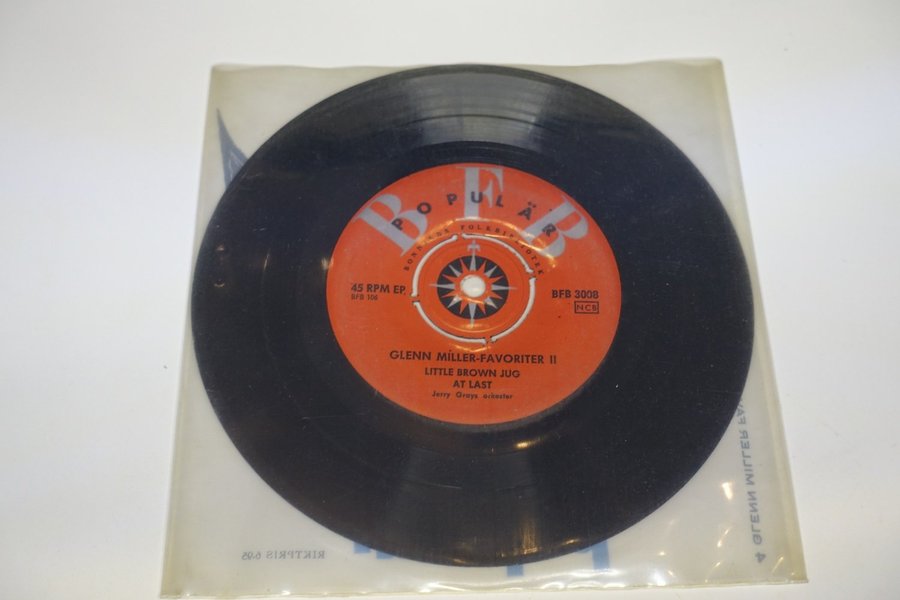 BFB
POPULÄR
BONNIERS FOLKBIBLIOTEK
45 RPM EP.
BFB 106
BFB 3008
NCB
GLENN MILLER-FAVORITER II
LITTLE BROWN JUG
AT LAST
Jerry Grays orkester
4 GLENN MILLER FA
RIKTPRIS 6:95